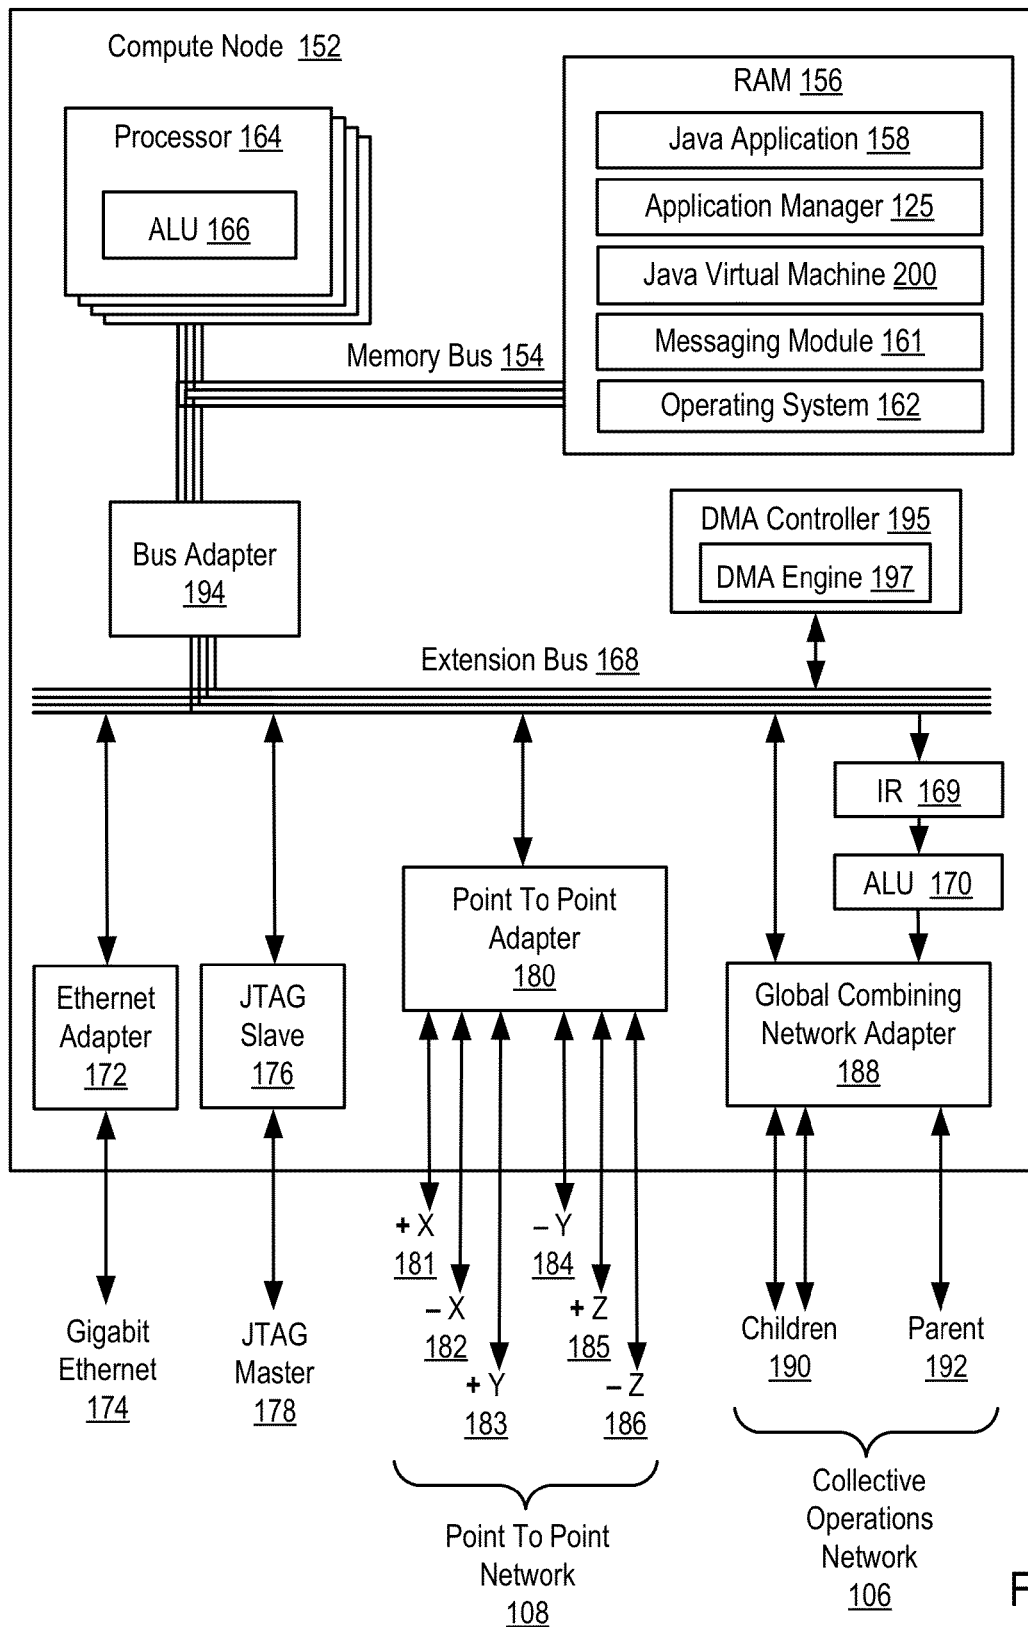 Compute Node 152
RAM 156
Processor 164
ALU 166
Java Application 158
Application Manager 125
Java Virtual Machine 200
Messaging Module 161
Operating System 162
Memory Bus 154
Bus Adapter
194
DMA Controller 195
DMA Engine 197
Extension Bus 168
IR 169
ALU 170
Point To Point
Adapter
180
Ethernet
Adapter
172
JTAG
Slave
176
Global Combining
Network Adapter
188
+ X
181
– X
182
+ Y
183
– Y
184
+ Z
185
– Z
186
Gigabit
Ethernet
174
JTAG
Master
178
Children
190
Parent
192
Point To Point
Network
108
Collective
Operations
Network
106